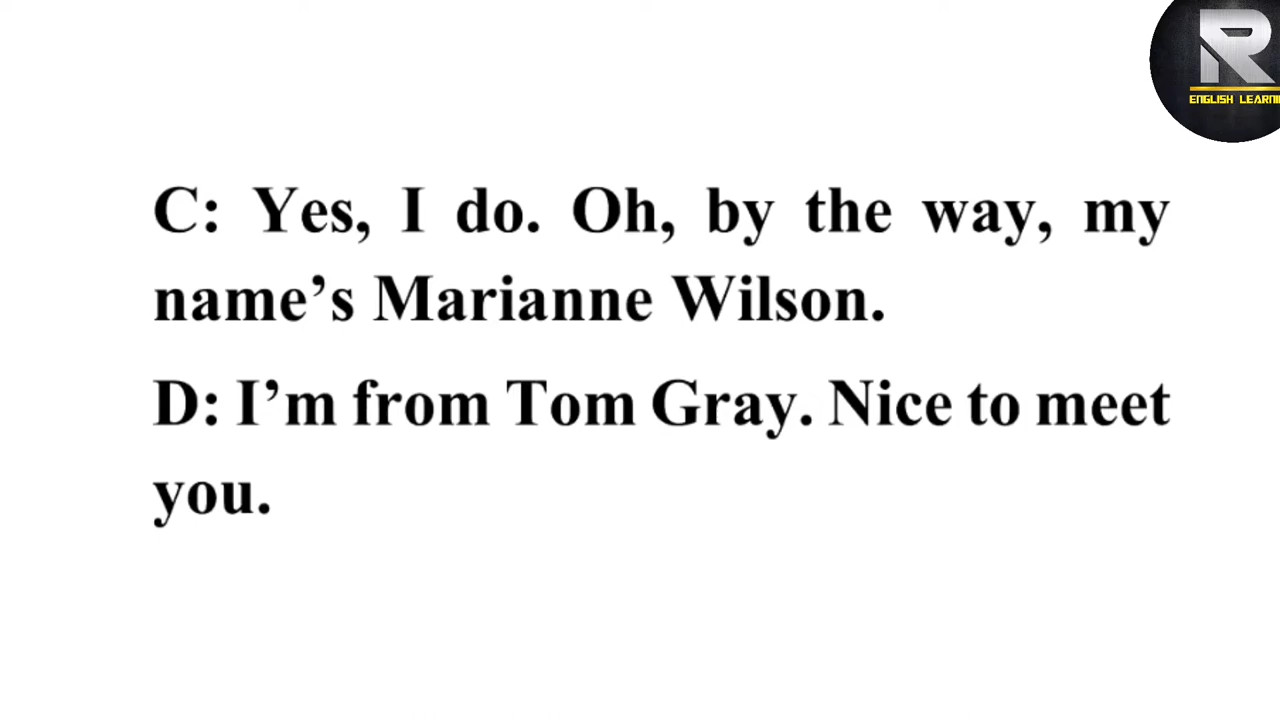 R
ENGLISH LEARNI
C: Yes, I do. Oh, by the way, my
name’s Marianne Wilson.
D: I’m from Tom Gray. Nice to meet
you.